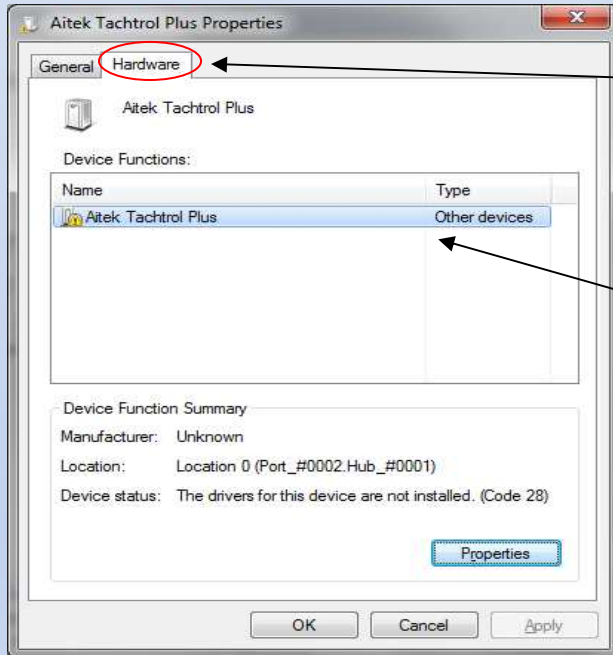 Aitek Tachtrol Plus Properties
General Hardware
Aitek Tachtrol Plus
Device Functions:
Name Type
Aitek Tachtrol Plus Other devices
Device Function Summary
Manufacturer: Unknown
Location: Location 0 (Port_#0002.Hub_#0001)
Device status: The drivers for this device are not installed. (Code 28)
Properties
OK Cancel Apply